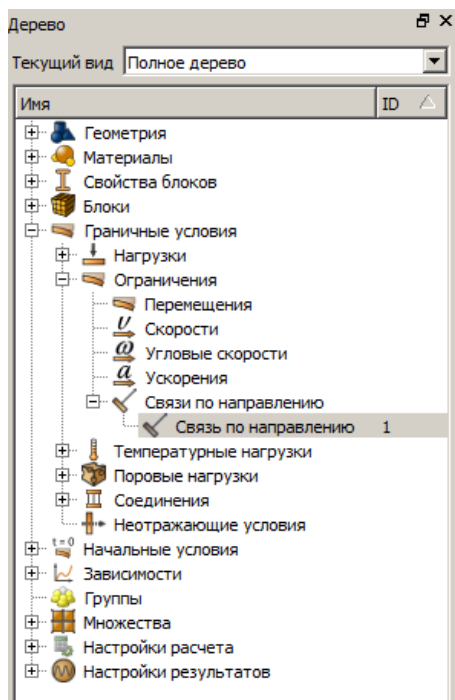 Дерево
Текущий вид Полное дерево
Имя ID
Геометрия
Материалы
Свойства блоков
Блоки
Граничные условия
Нагрузки
Ограничения
Перемещения
υ Скорости
ω Угловые скорости
a Ускорения
Связи по направлению
Связь по направлению 1
Температурные нагрузки
Поровые нагрузки
Соединения
Неотражающие условия
t=0 Начальные условия
Зависимости
Группы
Множества
Настройки расчета
Настройки результатов